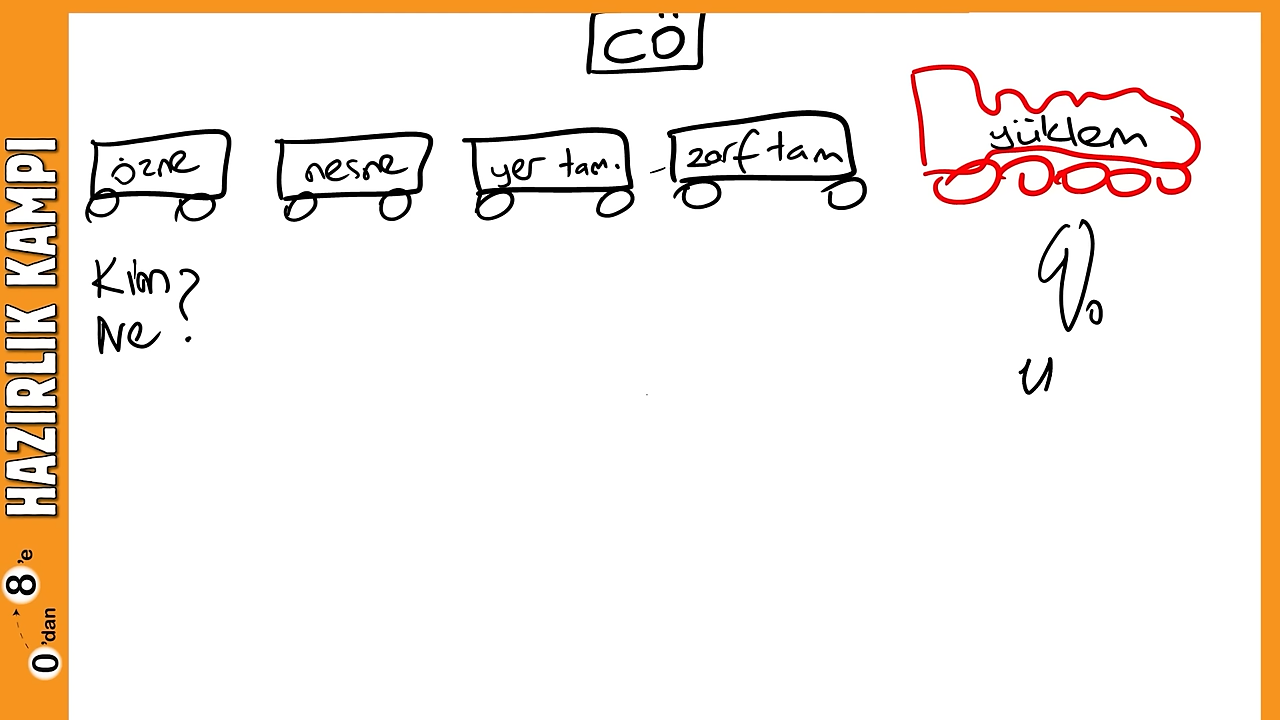 CÖ
özne nesne yer tam. zarf tam yüklem
Kim
Ne ?
u
HAZIRLIK KAMPI
0'dan 8'e